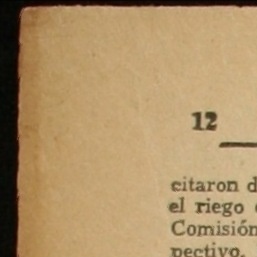 12
citaron d
el riego
Comisión
pectivo.